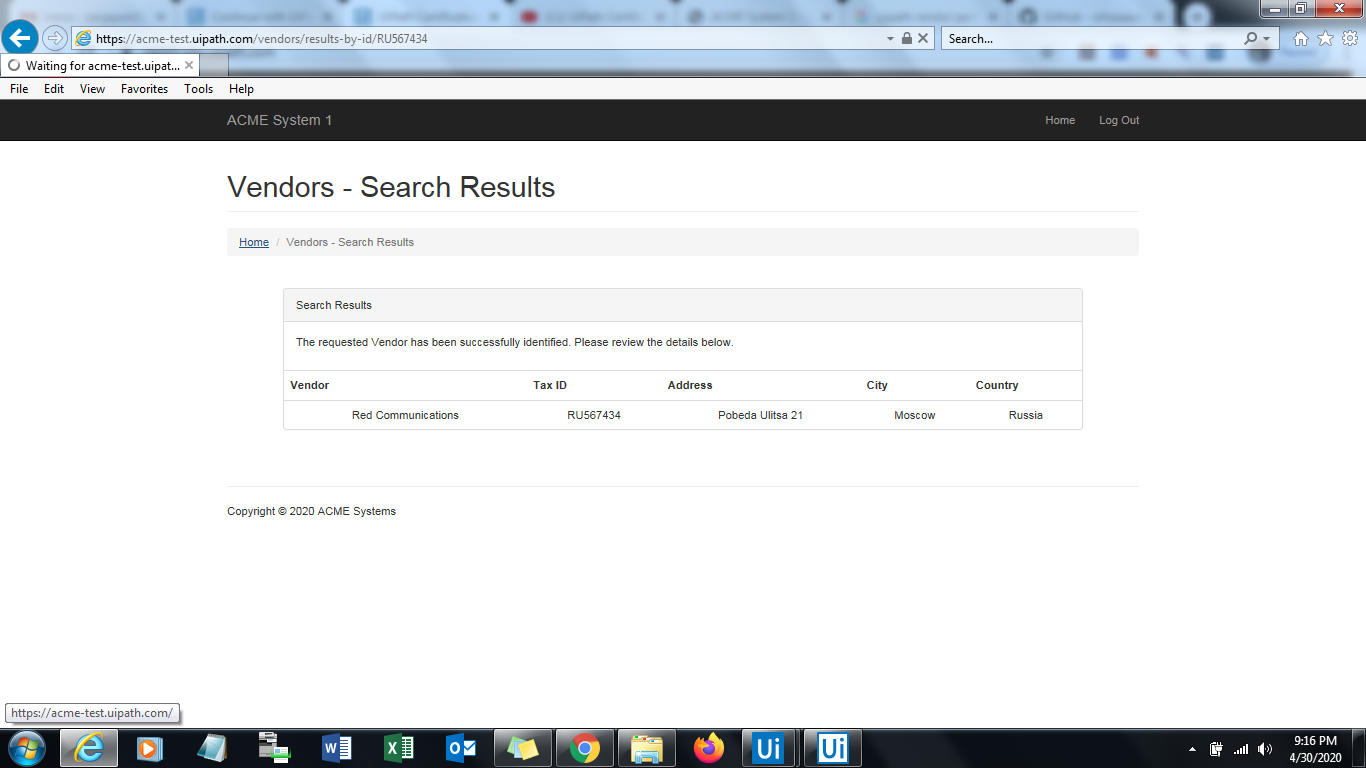 https://acme-test.uipath.com/vendors/results-by-id/RU567434
Search...
Waiting for acme-test.uipat...
File Edit View Favorites Tools Help
ACME System 1 Home Log Out
Vendors - Search Results
Home / Vendors - Search Results
Search Results
The requested Vendor has been successfully identified. Please review the details below.
Vendor Tax ID Address City Country
Red Communications RU567434 Pobeda Ulitsa 21 Moscow Russia
Copyright © 2020 ACME Systems
https://acme-test.uipath.com/
Ui Ui
9:16 PM
4/30/2020